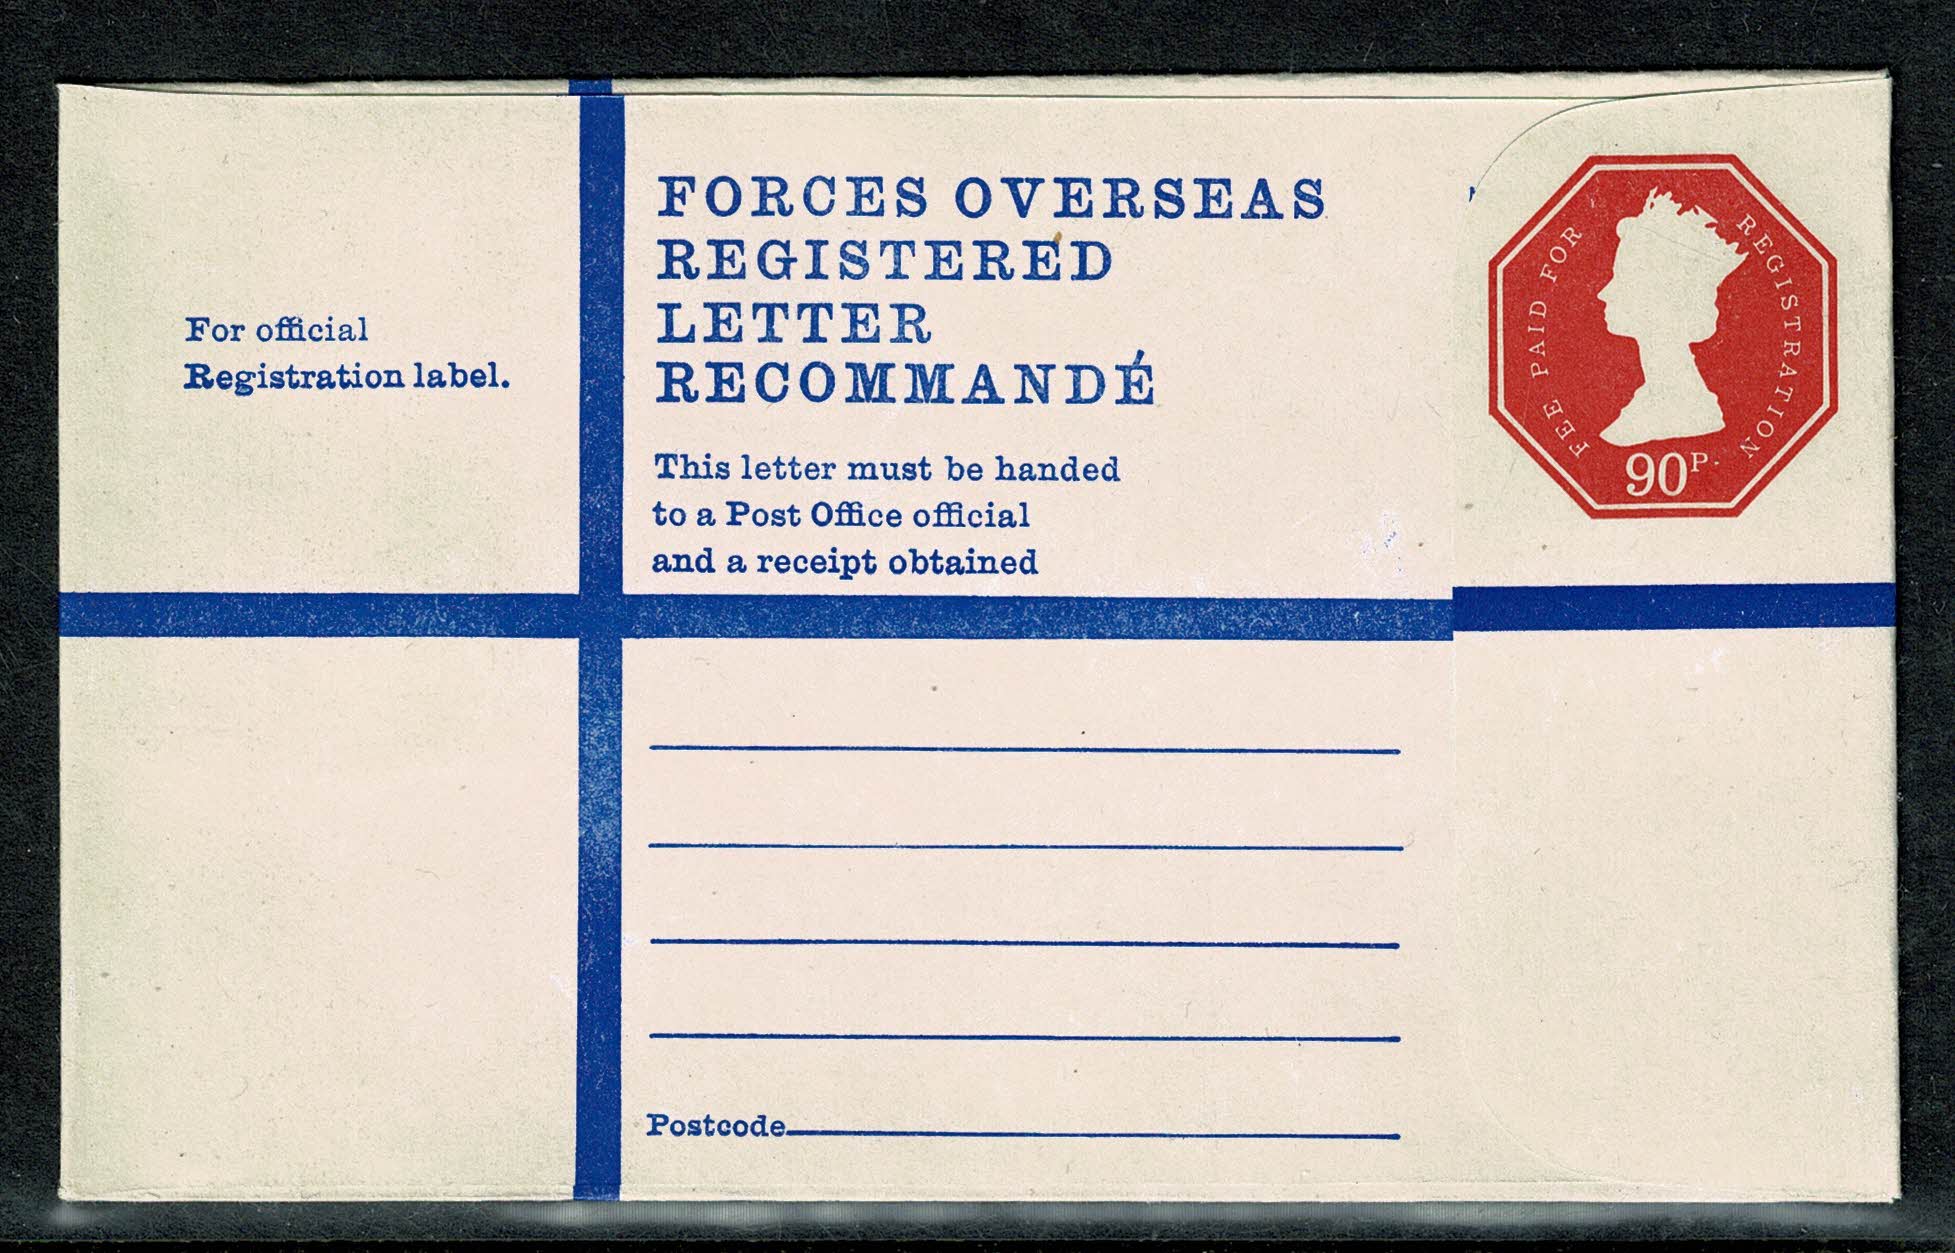 FORCES OVERSEAS
REGISTERED
LETTER
RECOMMANDÉ
For official
Registration label.
This letter must be handed
to a Post Office official
and a receipt obtained
FEE PAID FOR REGISTRATION
90P.
Postcode